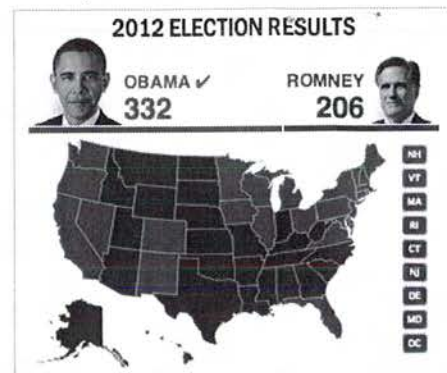 2012 ELECTION RESULTS
OBAMA ✓
332
ROMNEY
206
NH
VT
MA
RI
CT
NJ
DE
MD
DC